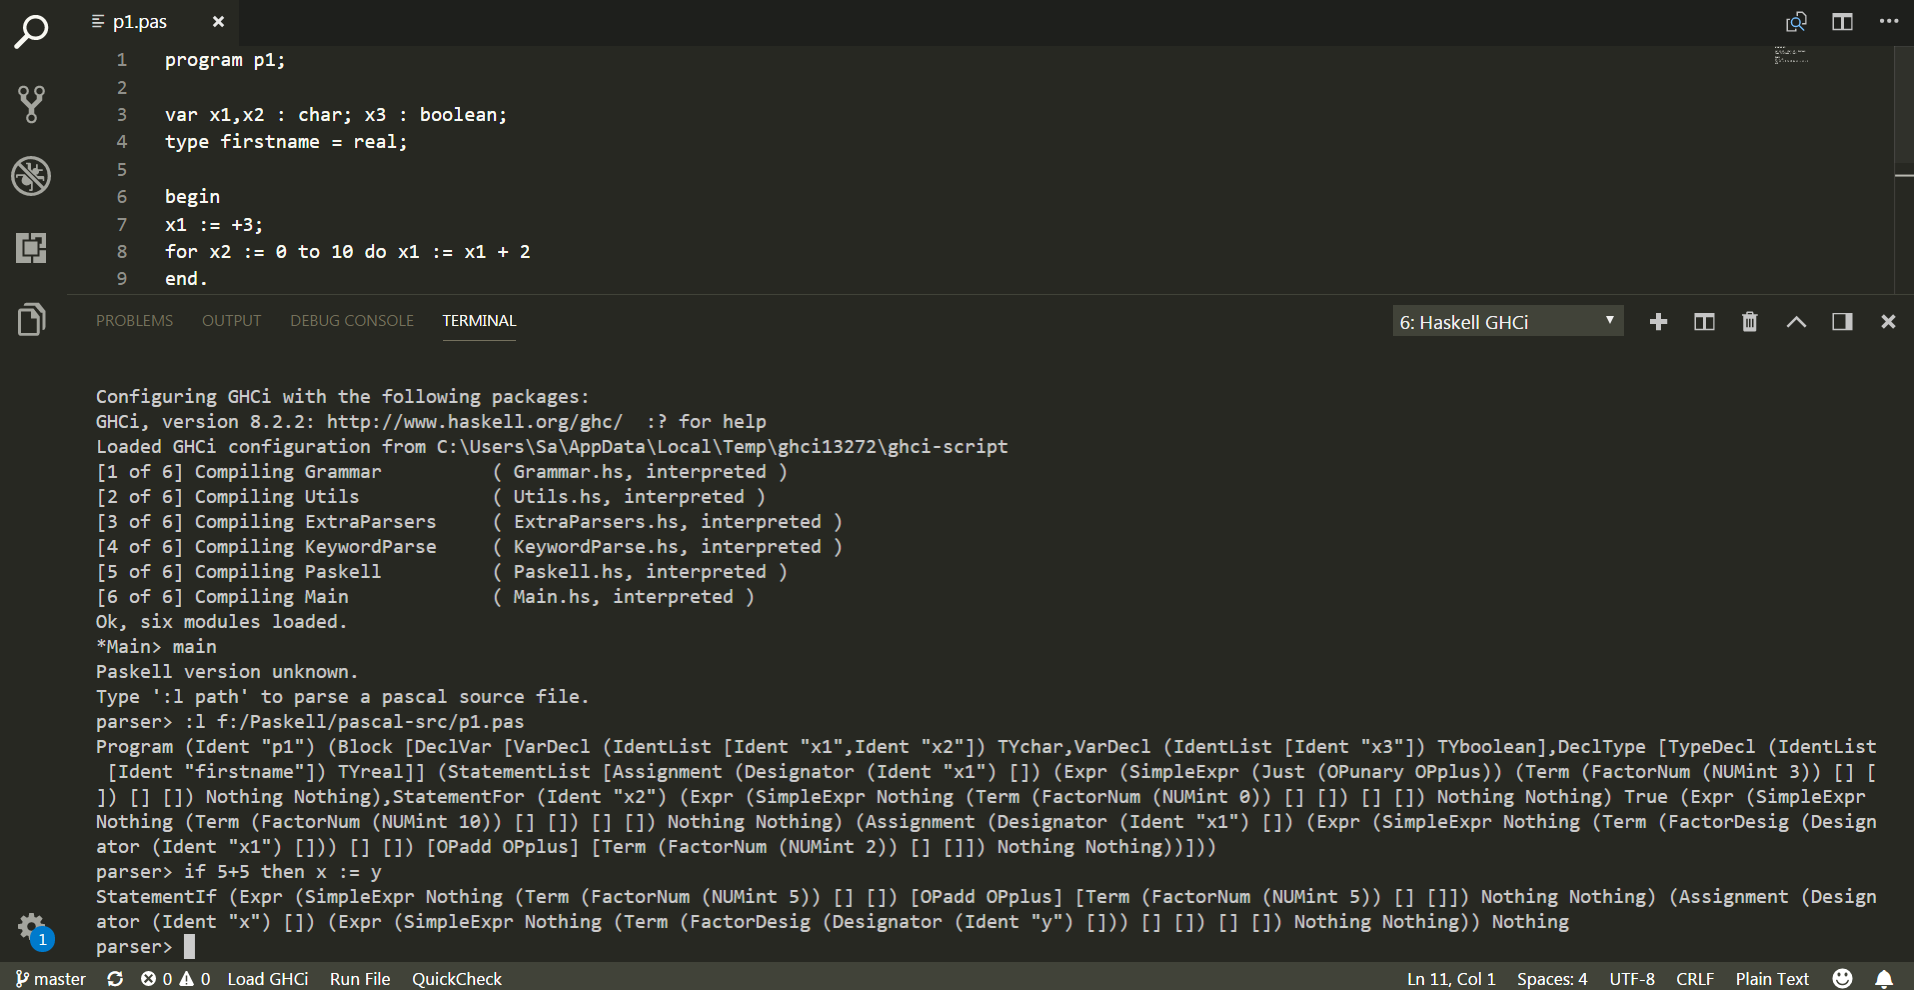 p1.pas
1 program p1;
2
3 var x1,x2 : char; x3 : boolean;
4 type firstname = real;
5
6 begin
7 x1 := +3;
8 for x2 := 0 to 10 do x1 := x1 + 2
9 end.
PROBLEMS OUTPUT DEBUG CONSOLE TERMINAL 6: Haskell GHCi
Configuring GHCi with the following packages:
GHCi, version 8.2.2: http://www.haskell.org/ghc/  :? for help
Loaded GHCi configuration from C:\Users\Sa\AppData\Local\Temp\ghci13272\ghci-script
[1 of 6] Compiling Grammar          ( Grammar.hs, interpreted )
[2 of 6] Compiling Utils            ( Utils.hs, interpreted )
[3 of 6] Compiling ExtraParsers     ( ExtraParsers.hs, interpreted )
[4 of 6] Compiling KeywordParse     ( KeywordParse.hs, interpreted )
[5 of 6] Compiling Paskell          ( Paskell.hs, interpreted )
[6 of 6] Compiling Main             ( Main.hs, interpreted )
Ok, six modules loaded.
*Main> main
Paskell version unknown.
Type ':l path' to parse a pascal source file.
parser> :l f:/Paskell/pascal-src/p1.pas
Program (Ident "p1") (Block [DeclVar [VarDecl (IdentList [Ident "x1",Ident "x2"]) TYchar,VarDecl (IdentList [Ident "x3"]) TYboolean],DeclType [TypeDecl (IdentList
 [Ident "firstname"]) TYreal]] (StatementList [Assignment (Designator (Ident "x1") []) (Expr (SimpleExpr (Just (OPunary OPplus)) (Term (FactorNum (NUMint 3)) [] [
]) [] []) Nothing Nothing),StatementFor (Ident "x2") (Expr (SimpleExpr Nothing (Term (FactorNum (NUMint 0)) [] []) [] []) Nothing Nothing) True (Expr (SimpleExpr
Nothing (Term (FactorNum (NUMint 10)) [] []) [] []) Nothing Nothing) (Assignment (Designator (Ident "x1") []) (Expr (SimpleExpr Nothing (Term (FactorDesig (Design
ator (Ident "x1") [])) [] []) [OPadd OPplus] [Term (FactorNum (NUMint 2)) [] []]) Nothing Nothing))]))
parser> if 5+5 then x := y
StatementIf (Expr (SimpleExpr Nothing (Term (FactorNum (NUMint 5)) [] []) [OPadd OPplus] [Term (FactorNum (NUMint 5)) [] []]) Nothing Nothing) (Assignment (Design
ator (Ident "x") []) (Expr (SimpleExpr Nothing (Term (FactorDesig (Designator (Ident "y") [])) [] []) [] []) Nothing Nothing)) Nothing
parser>
1
master 0 0 Load GHCi Run File QuickCheck Ln 11, Col 1 Spaces: 4 UTF-8 CRLF Plain Text